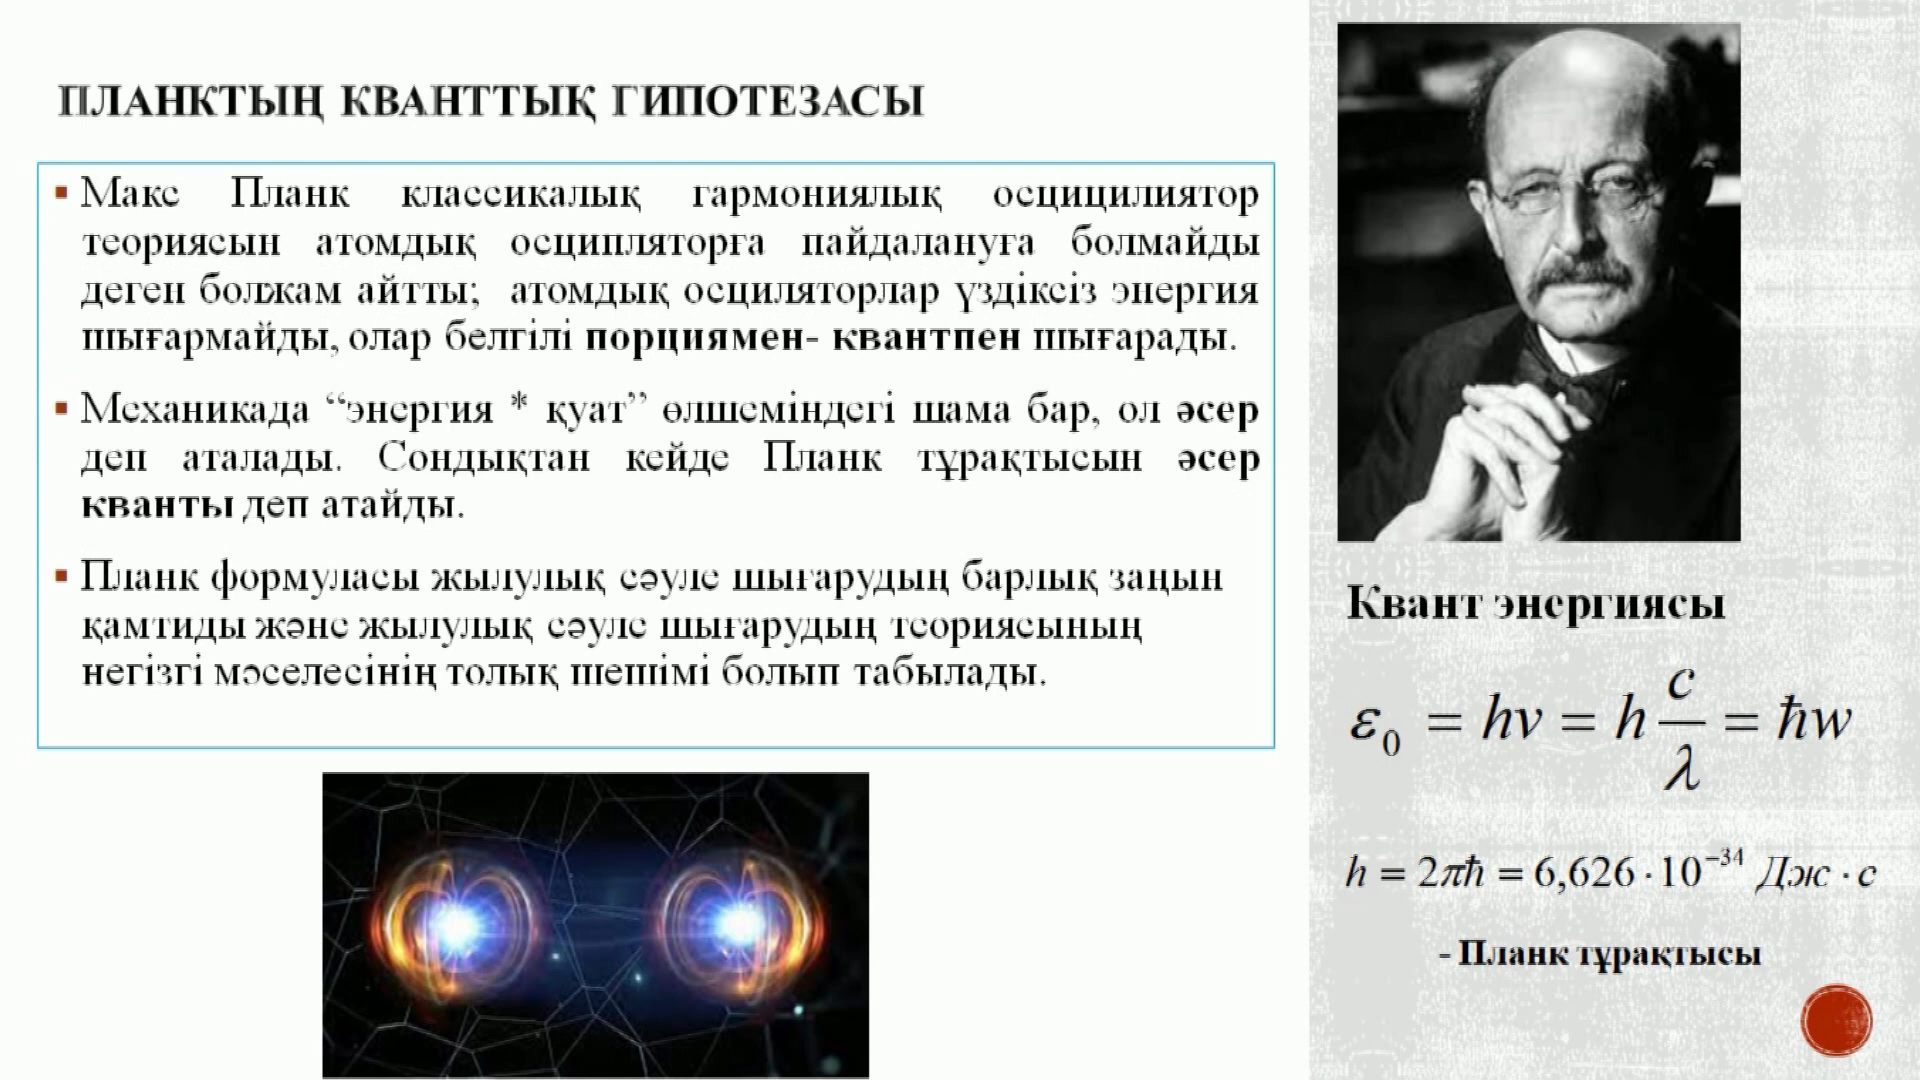 ПЛАНКТЫҢ КВАНТТЫҚ ГИПОТЕЗАСЫ
▪ Макс Планк классикалық гармониялық осцицилиятор
теориясын атомдық осципляторға пайдалануға болмайды
деген болжам айтты; атомдық осциляторлар үздіксіз энергия
шығармайды, олар белгілі порциямен- квантпен шығарады.
▪ Механикада “энергия * қуат” өлшеміндегі шама бар, ол әсер
деп аталады. Сондықтан кейде Планк тұрақтысын әсер
кванты деп атайды.
▪ Планк формуласы жылулық сәуле шығарудың барлық заңын
қамтиды және жылулық сәуле шығарудың теориясының
негізгі мәселесінің толық шешімі болып табылады.
Квант энергиясы
ε₀ = hν = h c/λ = ħw
h = 2πħ = 6,626·10⁻³⁴ Дж·с
- Планк тұрақтысы